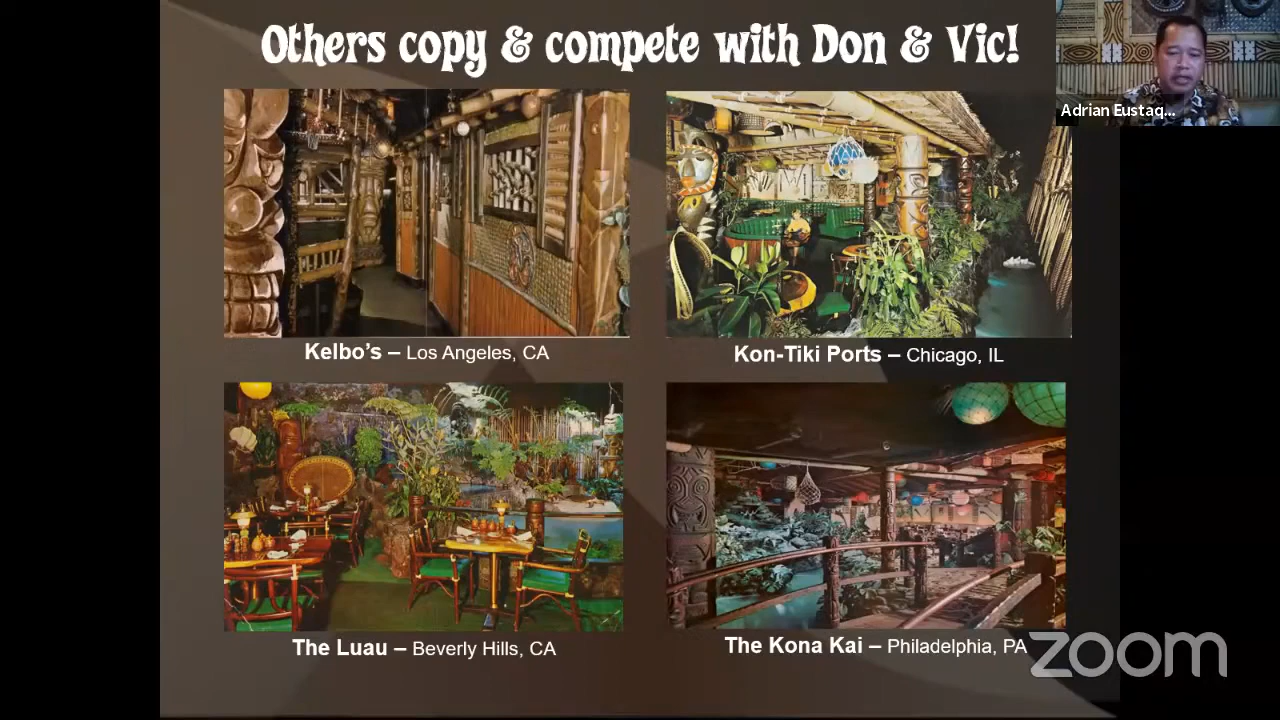 Others copy & compete with Don & Vic!
Adrian Eustaq...
Kelbo's – Los Angeles, CA
Kon-Tiki Ports – Chicago, IL
The Luau – Beverly Hills, CA
The Kona Kai – Philadelphia, PA
zoom